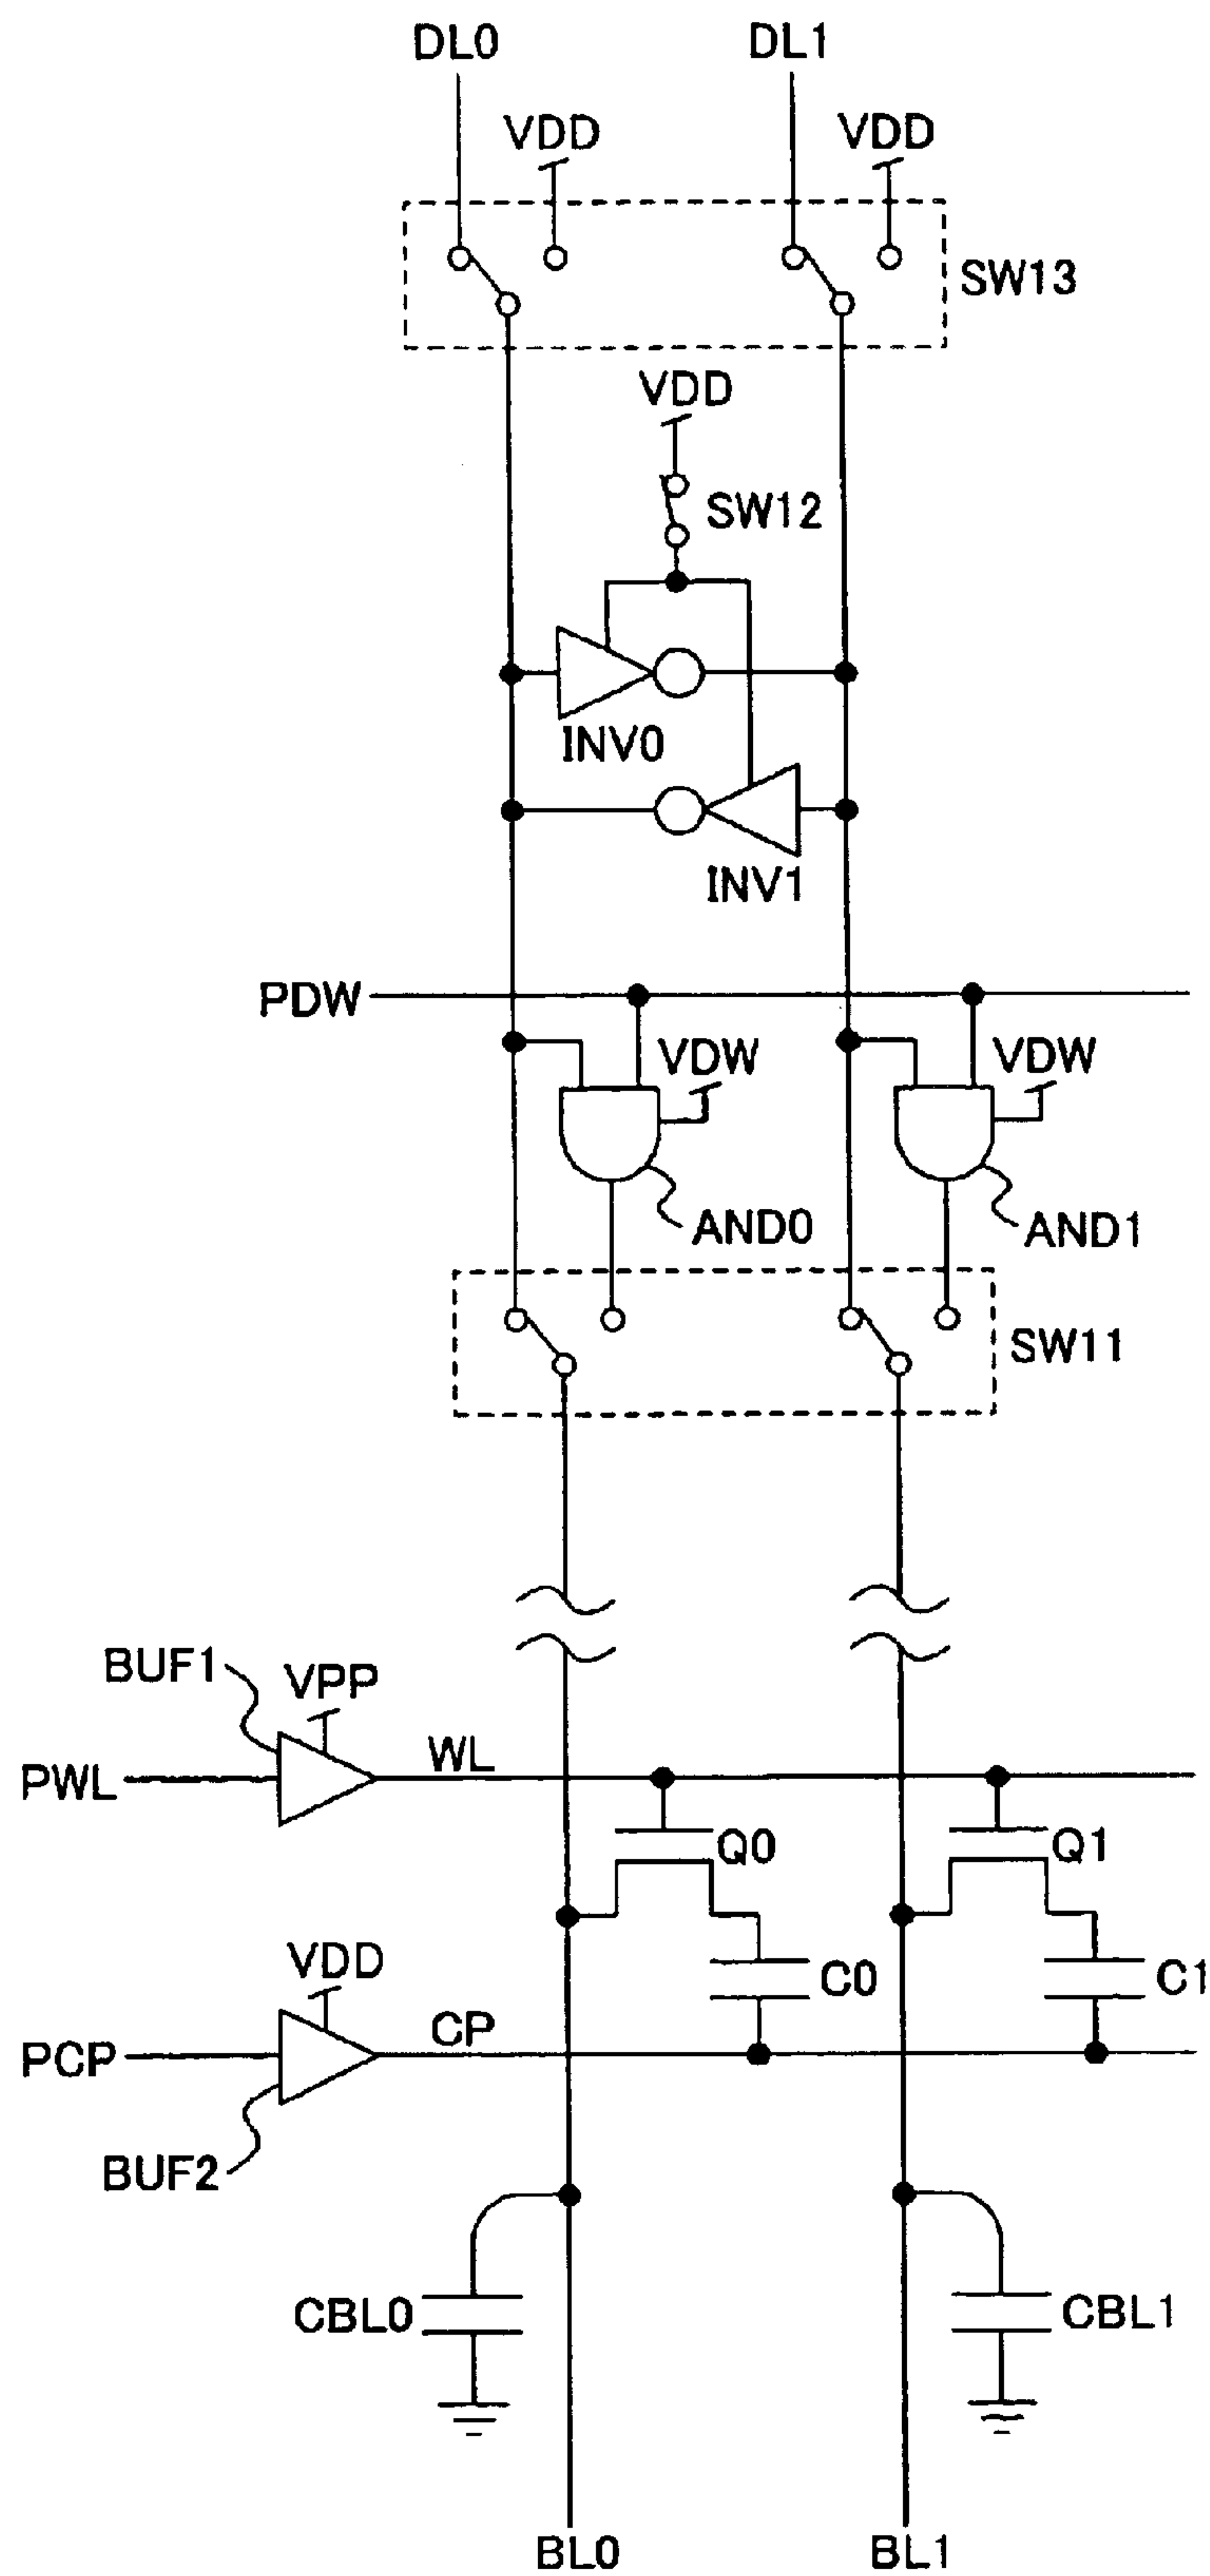 DL0
DL1
VDD
VDD
SW13
VDD
SW12
INV0
INV1
PDW
VDW
VDW
AND0
AND1
SW11
BUF1
VPP
WL
PWL
Q0
Q1
VDD
C0
C1
CP
PCP
BUF2
CBL0
CBL1
BL0
BL1